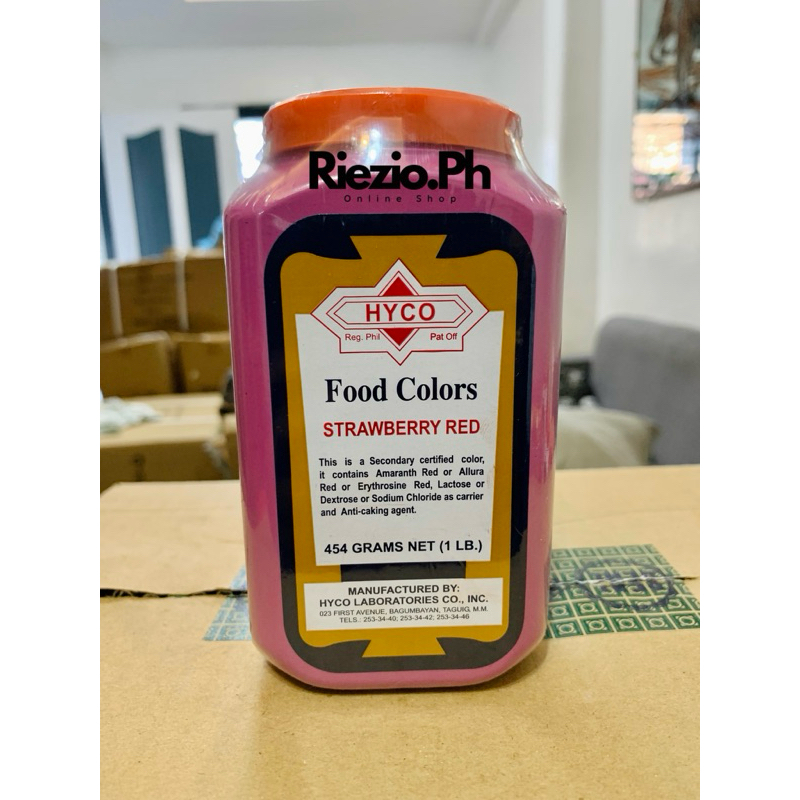 Riezio.Ph
Online Shop
HYCO
Reg. Phil Pat Off
Food Colors
STRAWBERRY RED
This is a Secondary certified color,
it contains Amaranth Red or Allura
Red or Erythrosine Red, Lactose or
Dextrose or Sodium Chloride as carrier
and Anti-caking agent.
454 GRAMS NET (1 LB.)
MANUFACTURED BY:
HYCO LABORATORIES CO., INC.
023 FIRST AVENUE, BAGUMBAYAN, TAGUIG, M.M.
TELS.: 253-34-40; 253-34-42; 253-34-46